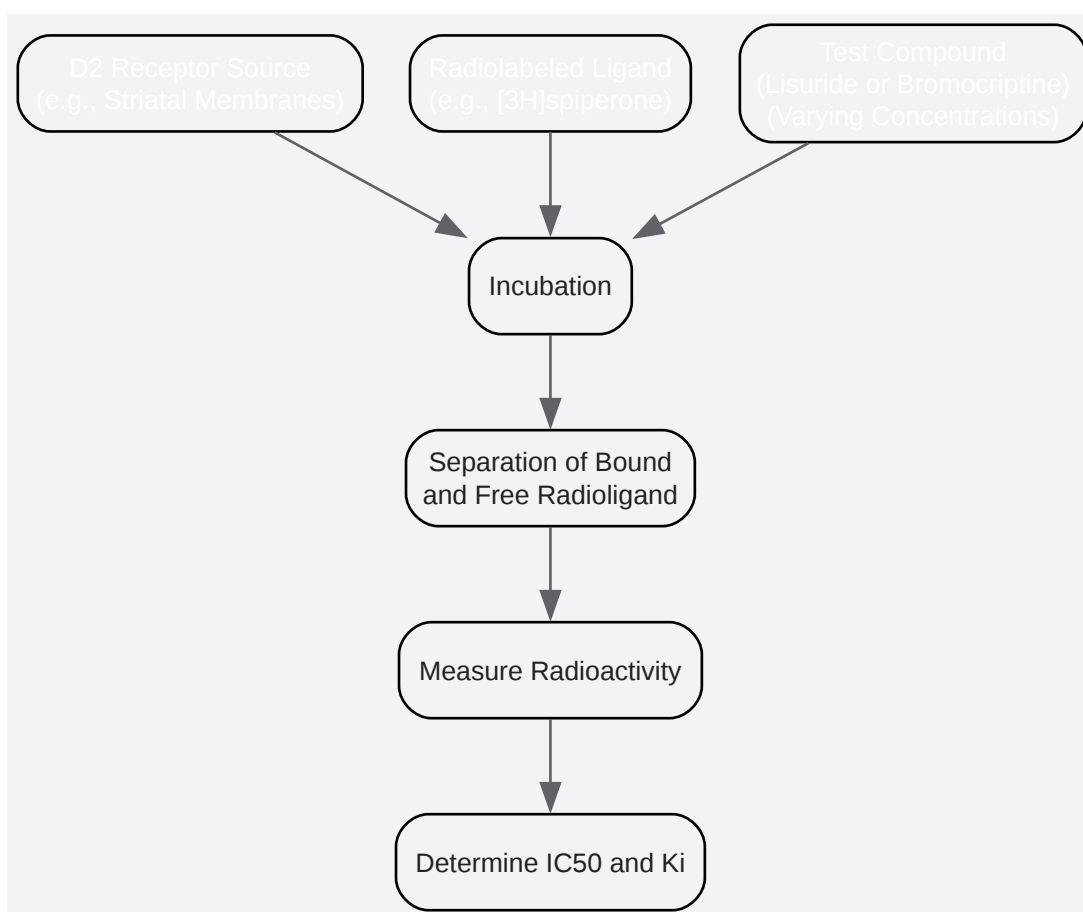 D2 Receptor Source
(e.g., Striatal Membranes)
Radiolabeled Ligand
(e.g., [3H]spiperone)
Test Compound
(Lisuride or Bromocriptine)
(Varying Concentrations)
Incubation
Separation of Bound
and Free Radioligand
Measure Radioactivity
Determine IC50 and Ki